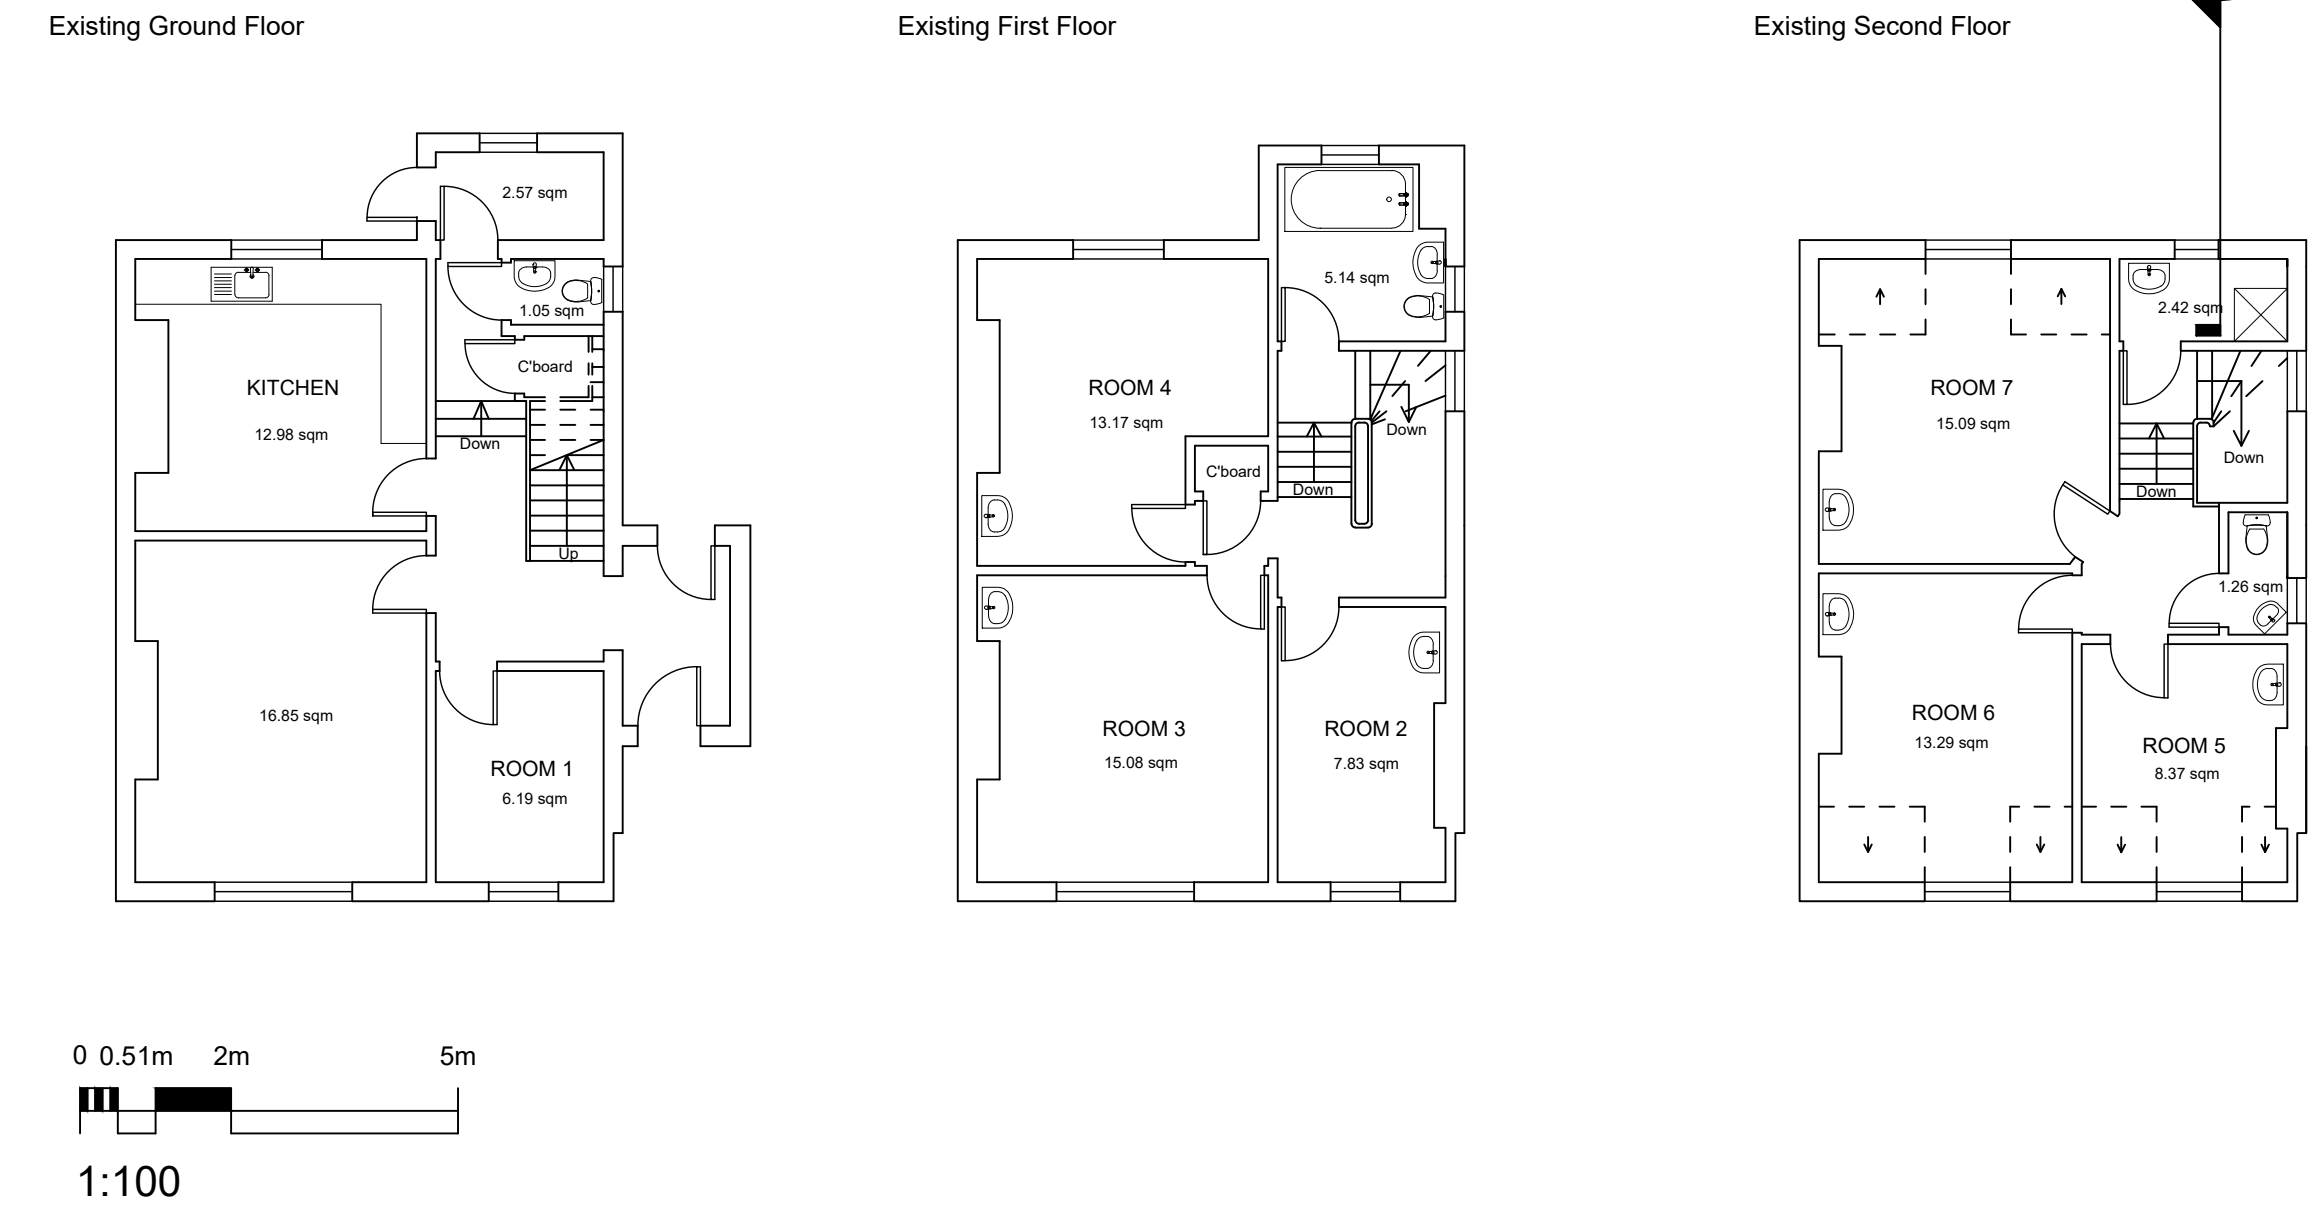 Existing Ground Floor
2.57 sqm
1.05 sqm
C'board
KITCHEN
12.98 sqm
Down
Up
16.85 sqm
ROOM 1
6.19 sqm
Existing First Floor
5.14 sqm
ROOM 4
13.17 sqm
Down
C'board
Down
ROOM 3
15.08 sqm
ROOM 2
7.83 sqm
Existing Second Floor
2.42 sqm
ROOM 7
15.09 sqm
Down
Down
1.26 sqm
ROOM 6
13.29 sqm
ROOM 5
8.37 sqm
0 0.51m 2m 5m
1:100